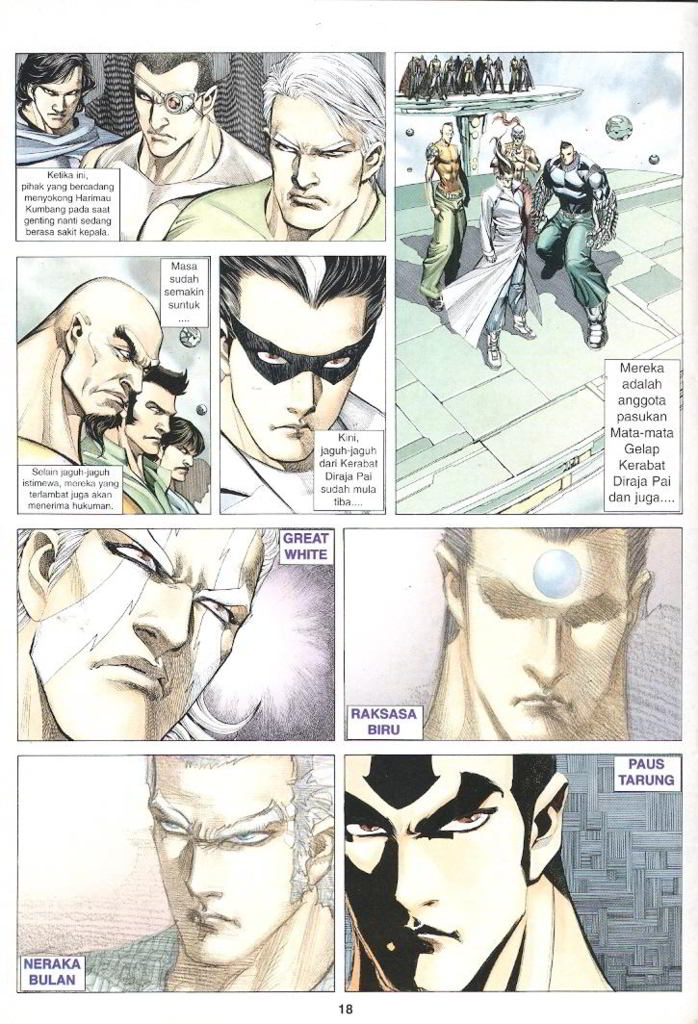 Ketika ini,
pihak yang bercadang
menyokong Harimau
Kumbang pada saat
genting nanti sedang
berasa sakit kepala.
Masa
sudah
semakin
suntuk
....
Selain jaguh-jaguh
istimewa, mereka yang
terlambat juga akan
menerima hukuman.
Kini,
jaguh-jaguh
dari Kerabat
Diraja Pai
sudah mula
tiba....
Mereka
adalah
anggota
pasukan
Mata-mata
Gelap
Kerabat
Diraja Pai
dan juga....
GREAT
WHITE
RAKSASA
BIRU
NERAKA
BULAN
PAUS
TARUNG
18